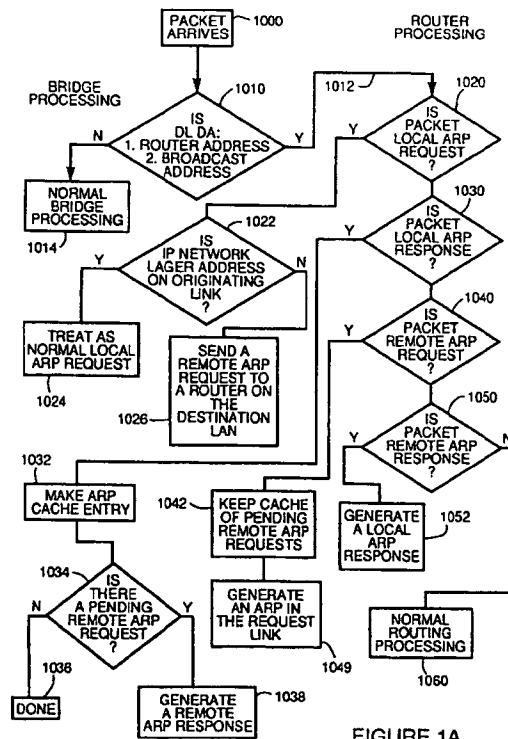 PACKET
ARRIVES
1000
ROUTER
PROCESSING
BRIDGE
PROCESSING
1010
1012
1020
IS
DL DA:
1. ROUTER ADDRESS
2. BROADCAST
ADDRESS
N
Y
IS
PACKET
LOCAL ARP
REQUEST
?
NORMAL
BRIDGE
PROCESSING
1014
1022
1030
IS
IP NETWORK
LAGER ADDRESS
ON ORIGINATING
LINK
?
Y
N
Y
IS
PACKET
LOCAL ARP
RESPONSE
?
1040
TREAT AS
NORMAL LOCAL
ARP REQUEST
1024
SEND A
REMOTE ARP
REQUEST TO
A ROUTER ON
THE
DESTINATION
LAN
1026
Y
IS
PACKET
REMOTE ARP
REQUEST
?
1050
IS
PACKET
REMOTE ARP
RESPONSE
?
Y
N
1032
MAKE ARP
CACHE ENTRY
1042
KEEP CACHE
OF PENDING
REMOTE ARP
REQUESTS
GENERATE
A LOCAL
ARP
RESPONSE
1052
1034
IS
THERE
A PENDING
REMOTE ARP
REQUEST
?
N
Y
GENERATE
AN ARP IN
THE REQUEST
LINK
1049
NORMAL
ROUTING
PROCESSING
1060
1036
DONE
GENERATE
A REMOTE
ARP RESPONSE
1038
FIGURE 1A